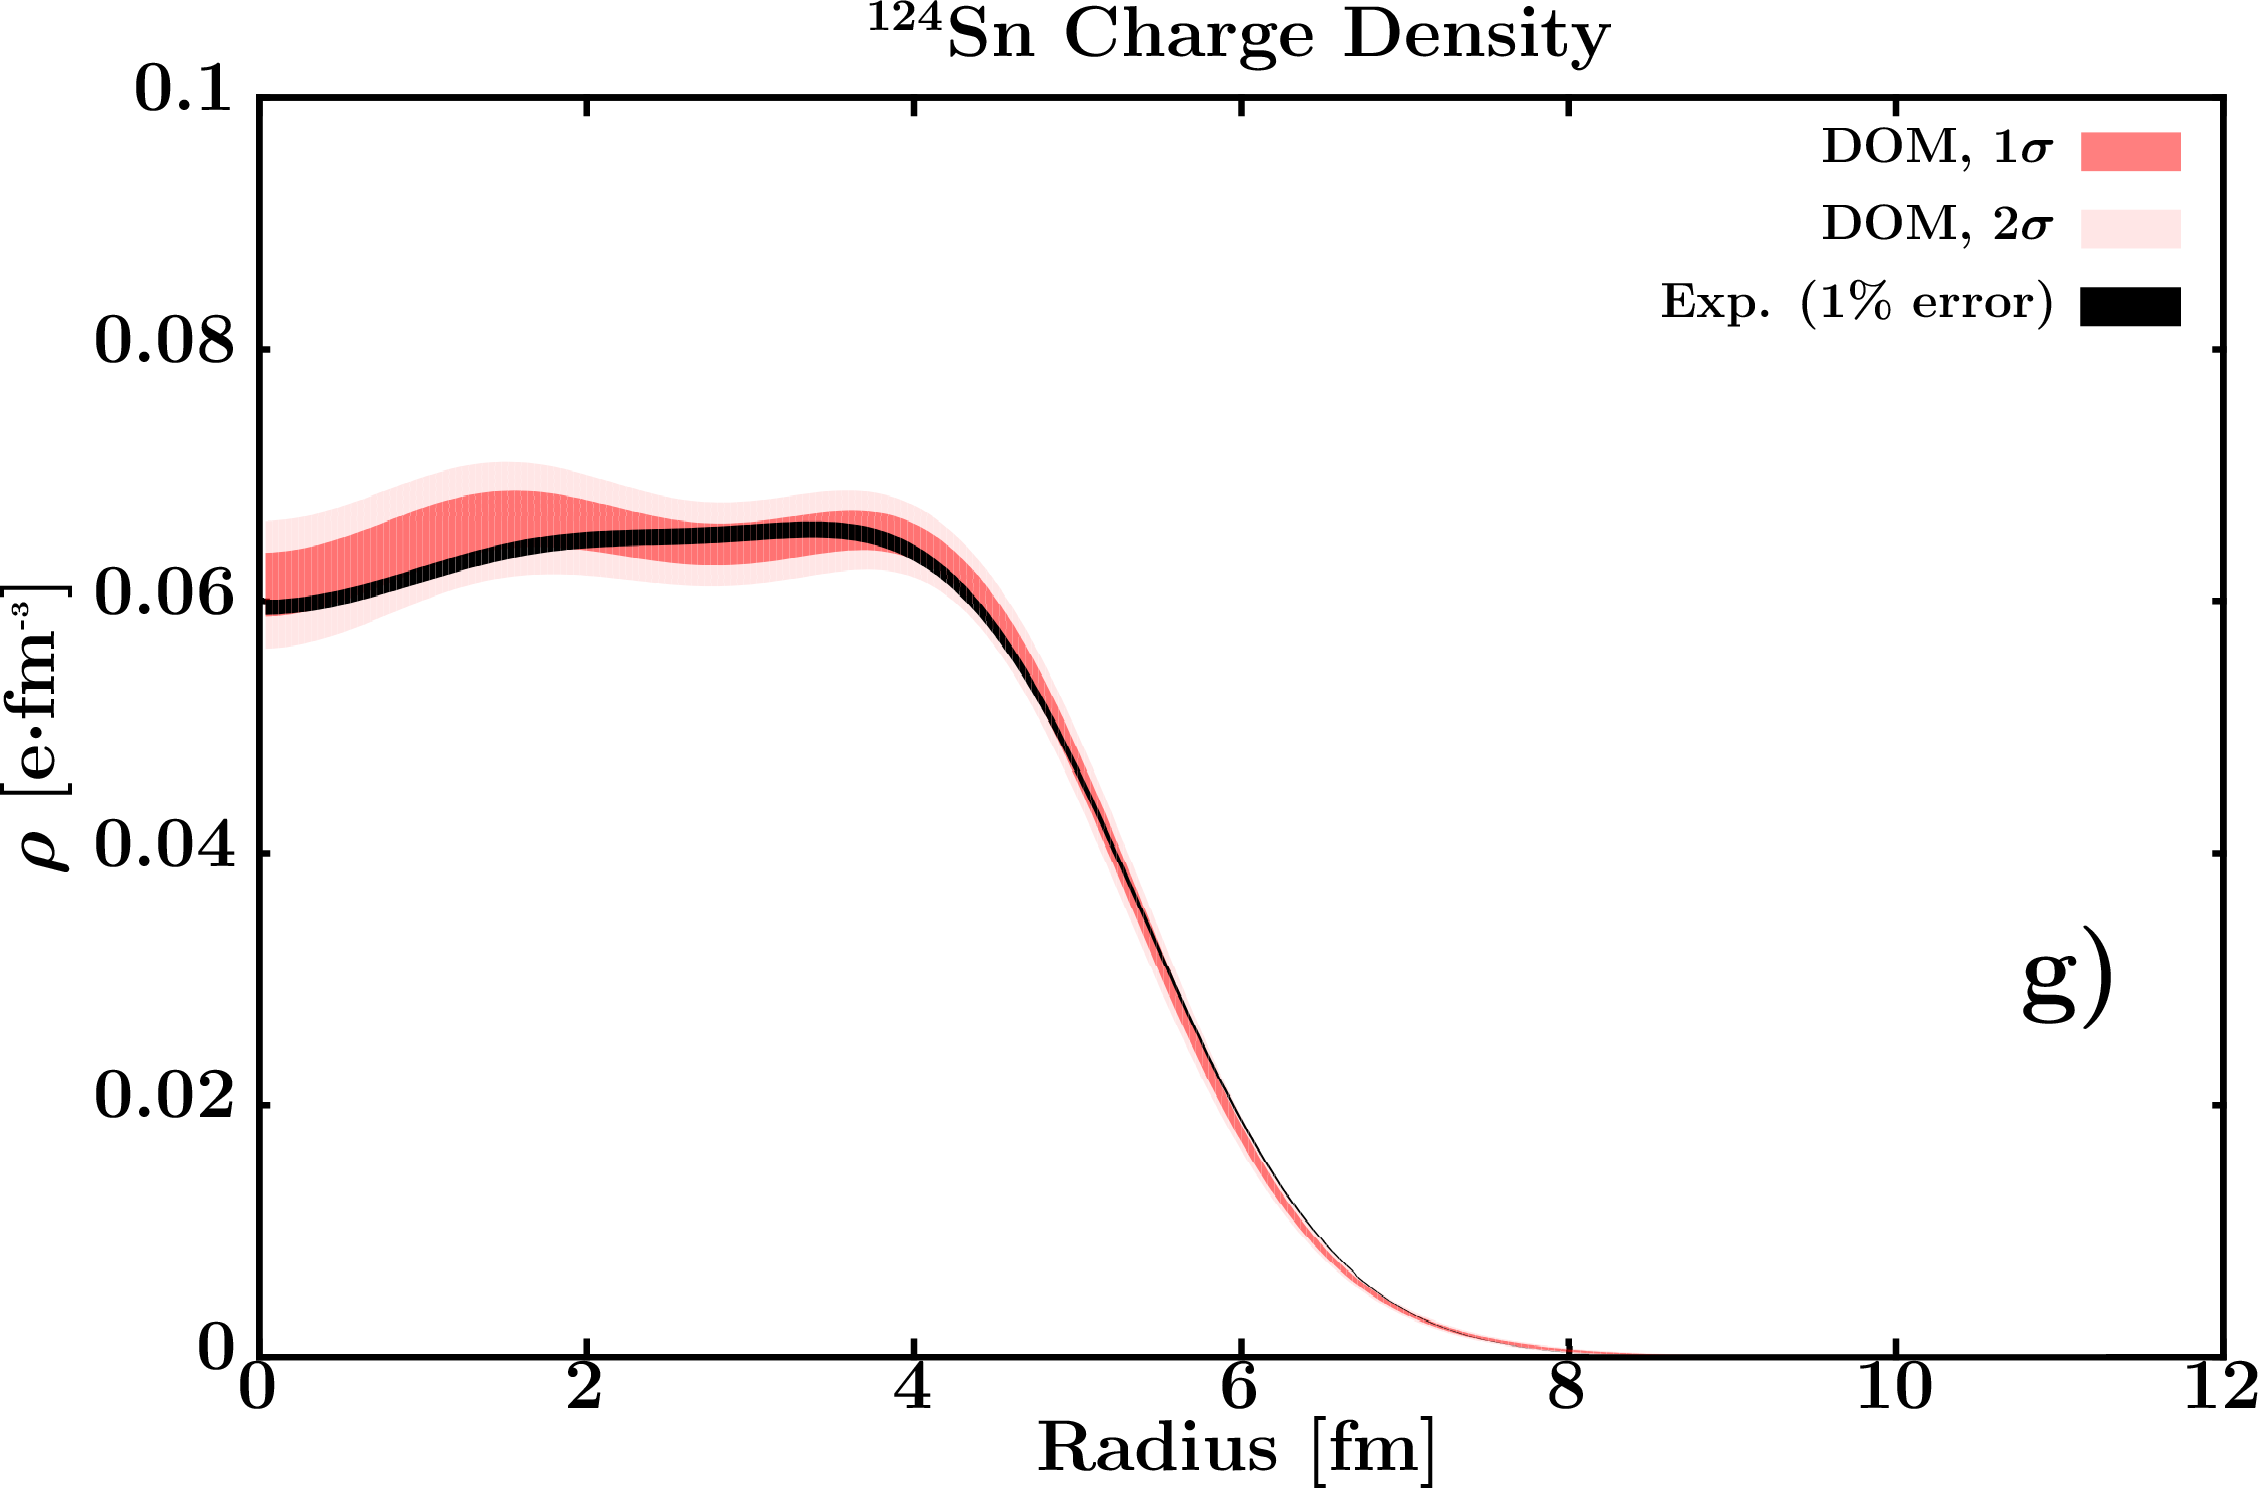 ¹²⁴Sn Charge Density
DOM, 1σ
DOM, 2σ
Exp. (1% error)
0.1
0.08
0.06
0.04
0.02
0
ρ [e·fm⁻³]
g)
0 2 4 6 8 10 12
Radius [fm]